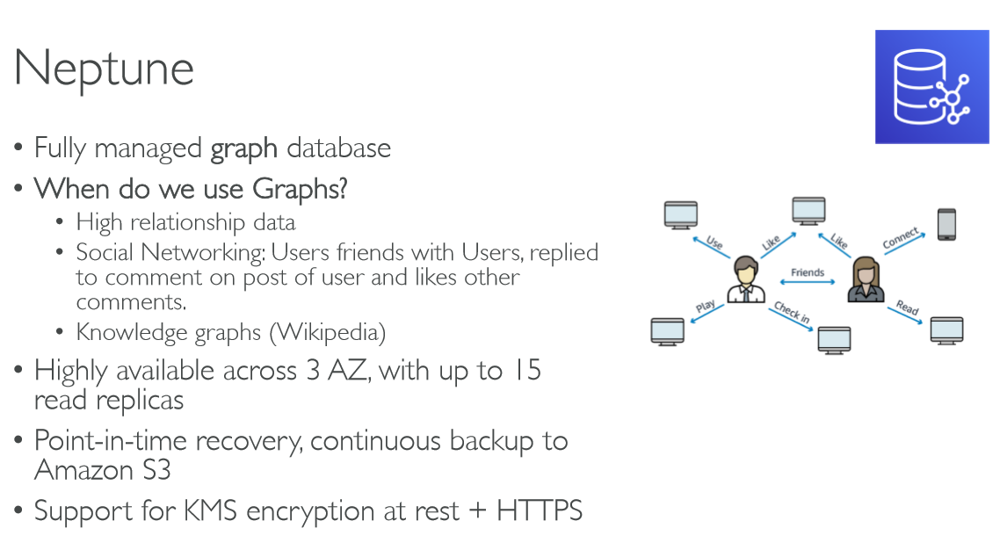 Neptune
• Fully managed graph database
• When do we use Graphs?
• High relationship data
• Social Networking: Users friends with Users, replied
to comment on post of user and likes other
comments.
• Knowledge graphs (Wikipedia)
• Highly available across 3 AZ, with up to 15
read replicas
• Point-in-time recovery, continuous backup to
Amazon S3
• Support for KMS encryption at rest + HTTPS
Use
Like
Like
Connect
Friends
Play
Check in
Read